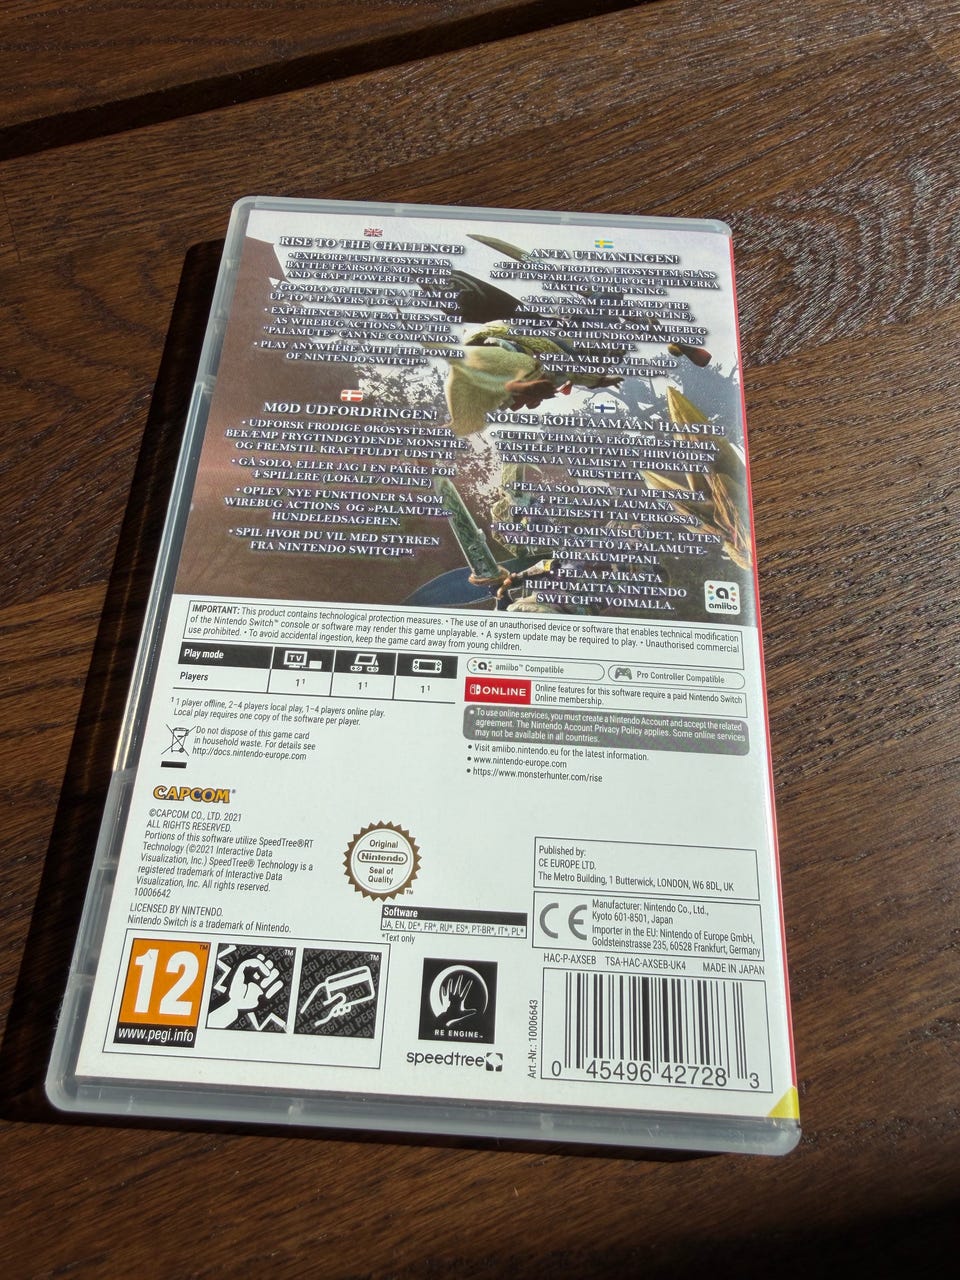 RISE TO THE CHALLENGE!
• EXPLORE LUSH ECOSYSTEMS,
BATTLE FEARSOME MONSTERS
AND CRAFT POWERFUL GEAR.
• GO SOLO OR HUNT IN A TEAM OF
UP TO 4 PLAYERS (LOCAL/ONLINE).
• EXPERIENCE NEW FEATURES SUCH
AS WIREBUG ACTIONS AND THE
"PALAMUTE" CANYNE COMPANION.
• PLAY ANYWHERE WITH THE POWER
OF NINTENDO SWITCH™.
ANTA UTMANINGEN!
• UTFORSKA FRODIGA EKOSYSTEM, SLÅSS
MOT LIVSFARLIGA ODJUR OCH TILLVERKA
MÄKTIG UTRUSTNING.
• JAGA ENSAM ELLER MED TRE
ANDRA (LOKALT ELLER ONLINE).
• UPPLEV NYA INSLAG SOM WIREBUG
ACTIONS OCH HUNDKOMPANJONEN
PALAMUTE.
• SPELA VAR DU VILL MED
NINTENDO SWITCH™.
MØD UDFORDRINGEN!
• UDFORSK FRODIGE ØKOSYSTEMER,
BEKÆMP FRYGTINDGYDENDE MONSTRE,
OG FREMSTIL KRAFTFULDT UDSTYR.
• GÅ SOLO, ELLER JAG I EN PAKKE FOR
4 SPILLERE (LOKALT/ONLINE)
• OPLEV NYE FUNKTIONER SÅ SOM
WIREBUG ACTIONS OG »PALAMUTE«
HUNDELEDSAGEREN.
• SPIL HVOR DU VIL MED STYRKEN
FRA NINTENDO SWITCH™.
NOUSE KOHTAAMAAN HAASTE!
• TUTKI VEHMAITA EKOJÄRJESTELMIÄ,
TAISTELE PELOTTAVIEN HIRVIÖIDEN
KANSSA JA VALMISTA TEHOKKAITA
VARUSTEITA.
• PELAA SOOLONA TAI METSÄSTÄ
4 PELAAJAN LAUMANA
(PAIKALLISESTI TAI VERKOSSA).
• KOE UUDET OMINAISUUDET, KUTEN
VAIJERIN KÄYTTÖ JA PALAMUTE-
KOIRAKUMPPANI.
• PELAA PAIKASTA
RIIPPUMATTA NINTENDO
SWITCH™ VOIMALLA.
amiibo
IMPORTANT: This product contains technological protection measures. • The use of an unauthorised device or software that enables technical modification
of the Nintendo Switch™ console or software may render this game unplayable. • A system update may be required to play. • Unauthorised commercial
use prohibited. • To avoid accidental ingestion, keep the game card away from young children.
Play mode TV
Players 1¹ 1¹ 1¹
¹ 1 player offline, 2–4 players local play, 1–4 players online play.
Local play requires one copy of the software per player.
Do not dispose of this game card
in household waste. For details see
http://docs.nintendo-europe.com
amiibo™ Compatible
Pro Controller Compatible
ONLINE
Online features for this software require a paid Nintendo Switch
Online membership.
• To use online services, you must create a Nintendo Account and accept the related
agreement. The Nintendo Account Privacy Policy applies. Some online services
may not be available in all countries.
• Visit amiibo.nintendo.eu for the latest information.
• www.nintendo-europe.com
• https://www.monsterhunter.com/rise
CAPCOM®
©CAPCOM CO., LTD. 2021
ALL RIGHTS RESERVED.
Portions of this software utilize SpeedTree®RT
Technology (©2021 Interactive Data
Visualization, Inc.) SpeedTree® Technology is a
registered trademark of Interactive Data
Visualization, Inc. All rights reserved.
10006642
LICENSED BY NINTENDO.
Nintendo Switch is a trademark of Nintendo.
Original
Nintendo
Seal of
Quality
TM
Software
JA, EN, DE*, FR*, RU*, ES*, PT-BR*, IT*, PL*
*Text only
Published by:
CE EUROPE LTD.
The Metro Building, 1 Butterwick, LONDON, W6 8DL, UK
CE
Manufacturer: Nintendo Co., Ltd.,
Kyoto 601-8501, Japan
Importer in the EU: Nintendo of Europe GmbH,
Goldsteinstrasse 235, 60528 Frankfurt, Germany
HAC-P-AXSEB TSA-HAC-AXSEB-UK4 MADE IN JAPAN
12
TM
www.pegi.info
TM
TM
RE ENGINE™
speedtree
Art.-Nr.: 10006643
0 45496 42728 3